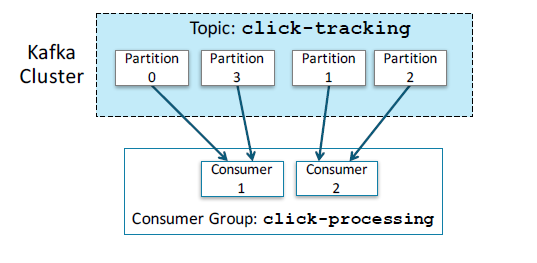 Topic: click-tracking
Kafka
Cluster
Partition
0
Partition
3
Partition
1
Partition
2
Consumer
1
Consumer
2
Consumer Group: click-processing